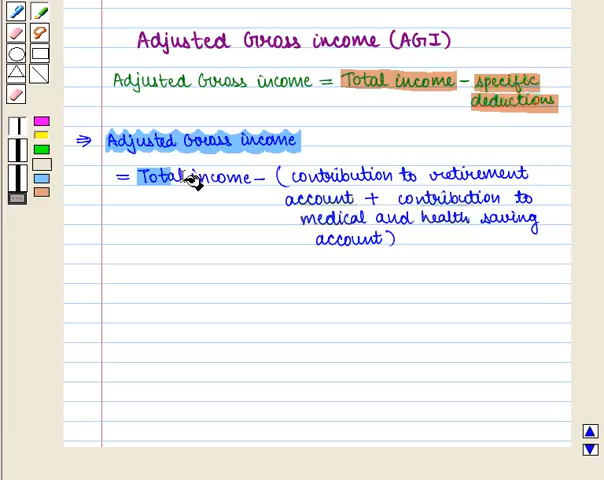 Adjusted Gross income (AGI)
Adjusted Gross income = Total income - specific
deductions
⇒ Adjusted Gross income
= Total income - (contribution to retirement
account + contribution to
medical and health saving
account)